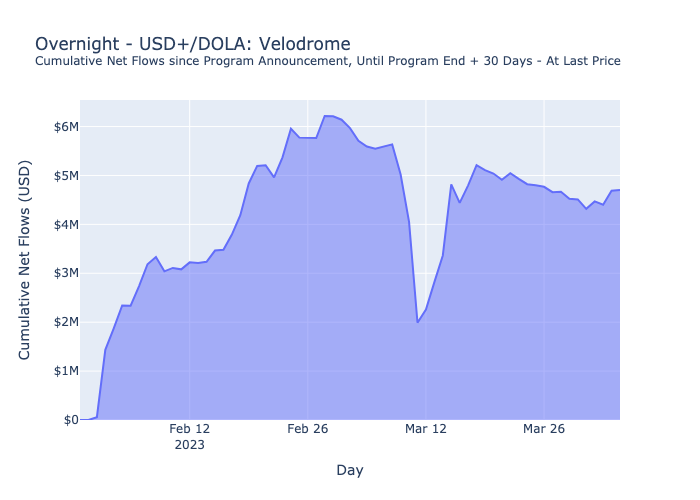 Overnight - USD+/DOLA: Velodrome
Cumulative Net Flows since Program Announcement, Until Program End + 30 Days - At Last Price
Cumulative Net Flows (USD)
$6M
$5M
$4M
$3M
$2M
$1M
$0
Feb 12
2023
Feb 26
Mar 12
Mar 26
Day